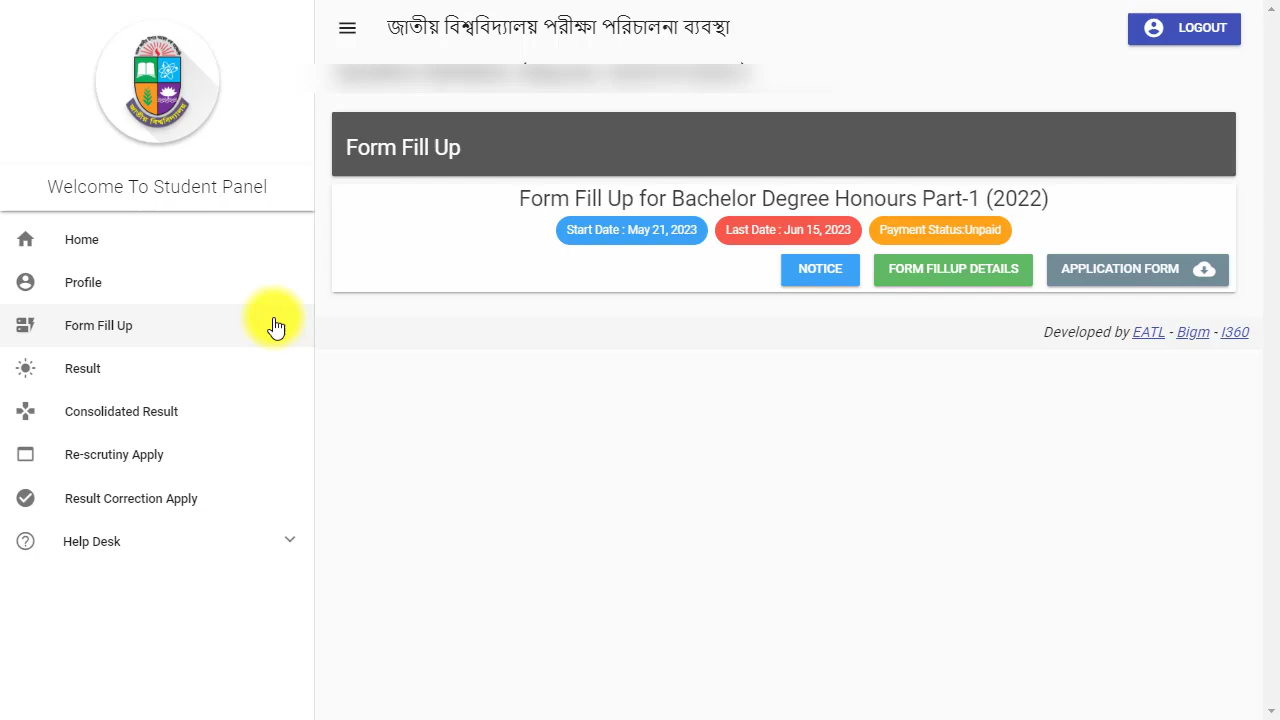 জাতীয় বিশ্ববিদ্যালয় পরীক্ষা পরিচালনা ব্যবস্থা
LOGOUT
জাতীয় বিশ্ববিদ্যালয়
Welcome To Student Panel
Home
Profile
Form Fill Up
Result
Consolidated Result
Re-scrutiny Apply
Result Correction Apply
Help Desk
Form Fill Up
Form Fill Up for Bachelor Degree Honours Part-1 (2022)
Start Date : May 21, 2023 Last Date : Jun 15, 2023 Payment Status:Unpaid
NOTICE FORM FILLUP DETAILS APPLICATION FORM
Developed by EATL - Bigm - I360